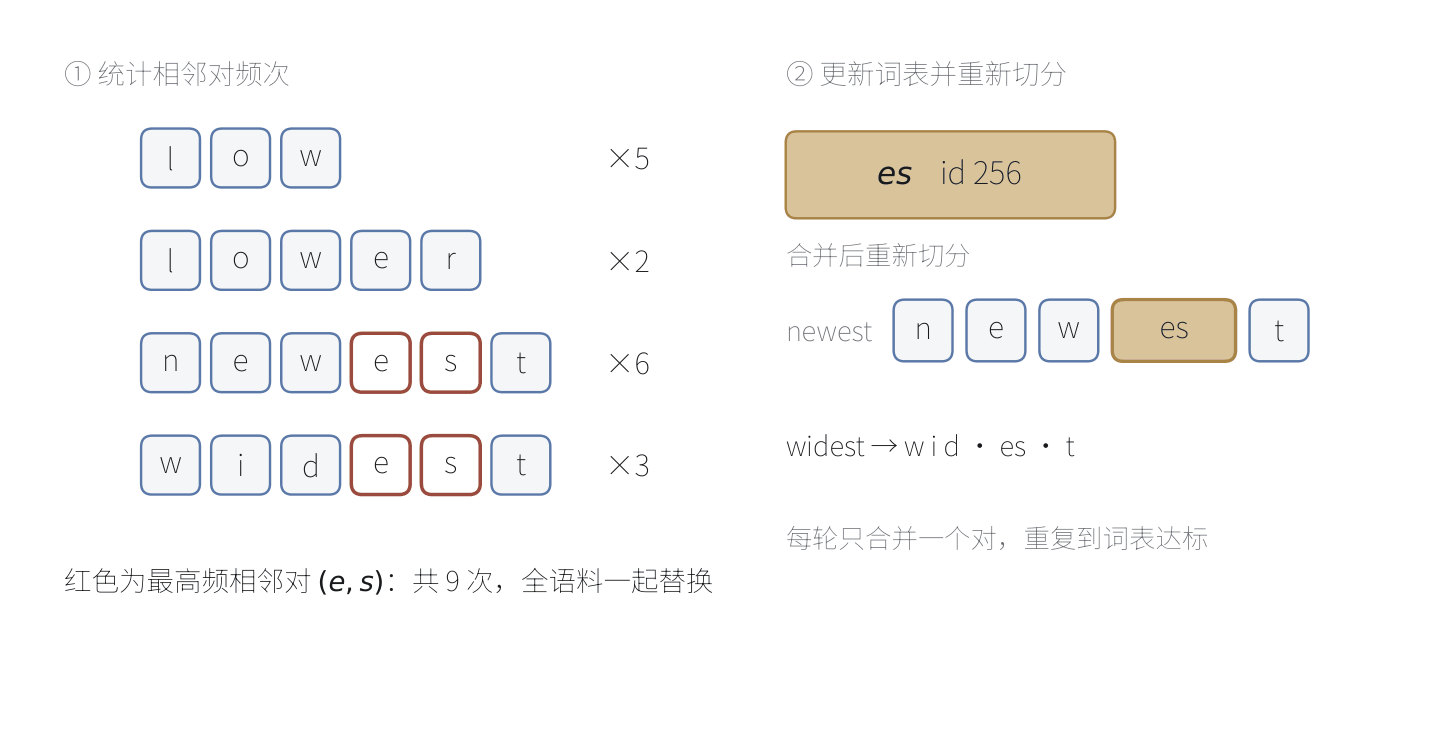 ① 统计相邻对频次
l o w ×5
l o w e r ×2
n e w e s t ×6
w i d e s t ×3
红色为最高频相邻对 (e, s)：共 9 次，全语料一起替换
② 更新词表并重新切分
es id 256
合并后重新切分
newest n e w es t
widest → w i d · es · t
每轮只合并一个对，重复到词表达标